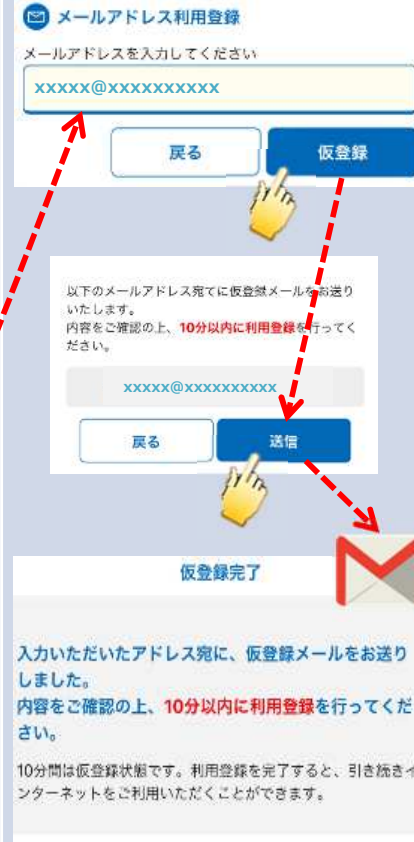 メールアドレス利用登録
メールアドレスを入力してください
xxxxx@xxxxxxxxxx
戻る
仮登録
以下のメールアドレス宛てに仮登録メールをお送り
いたします。
内容をご確認の上、10分以内に利用登録を行ってく
ださい。
xxxxx@xxxxxxxxxx
戻る
送信
仮登録完了
入力いただいたアドレス宛に、仮登録メールをお送り
しました。
内容をご確認の上、10分以内に利用登録を行ってくだ
さい。
10分間は仮登録状態です。利用登録を完了すると、引き続きイ
ンターネットをご利用いただくことができます。